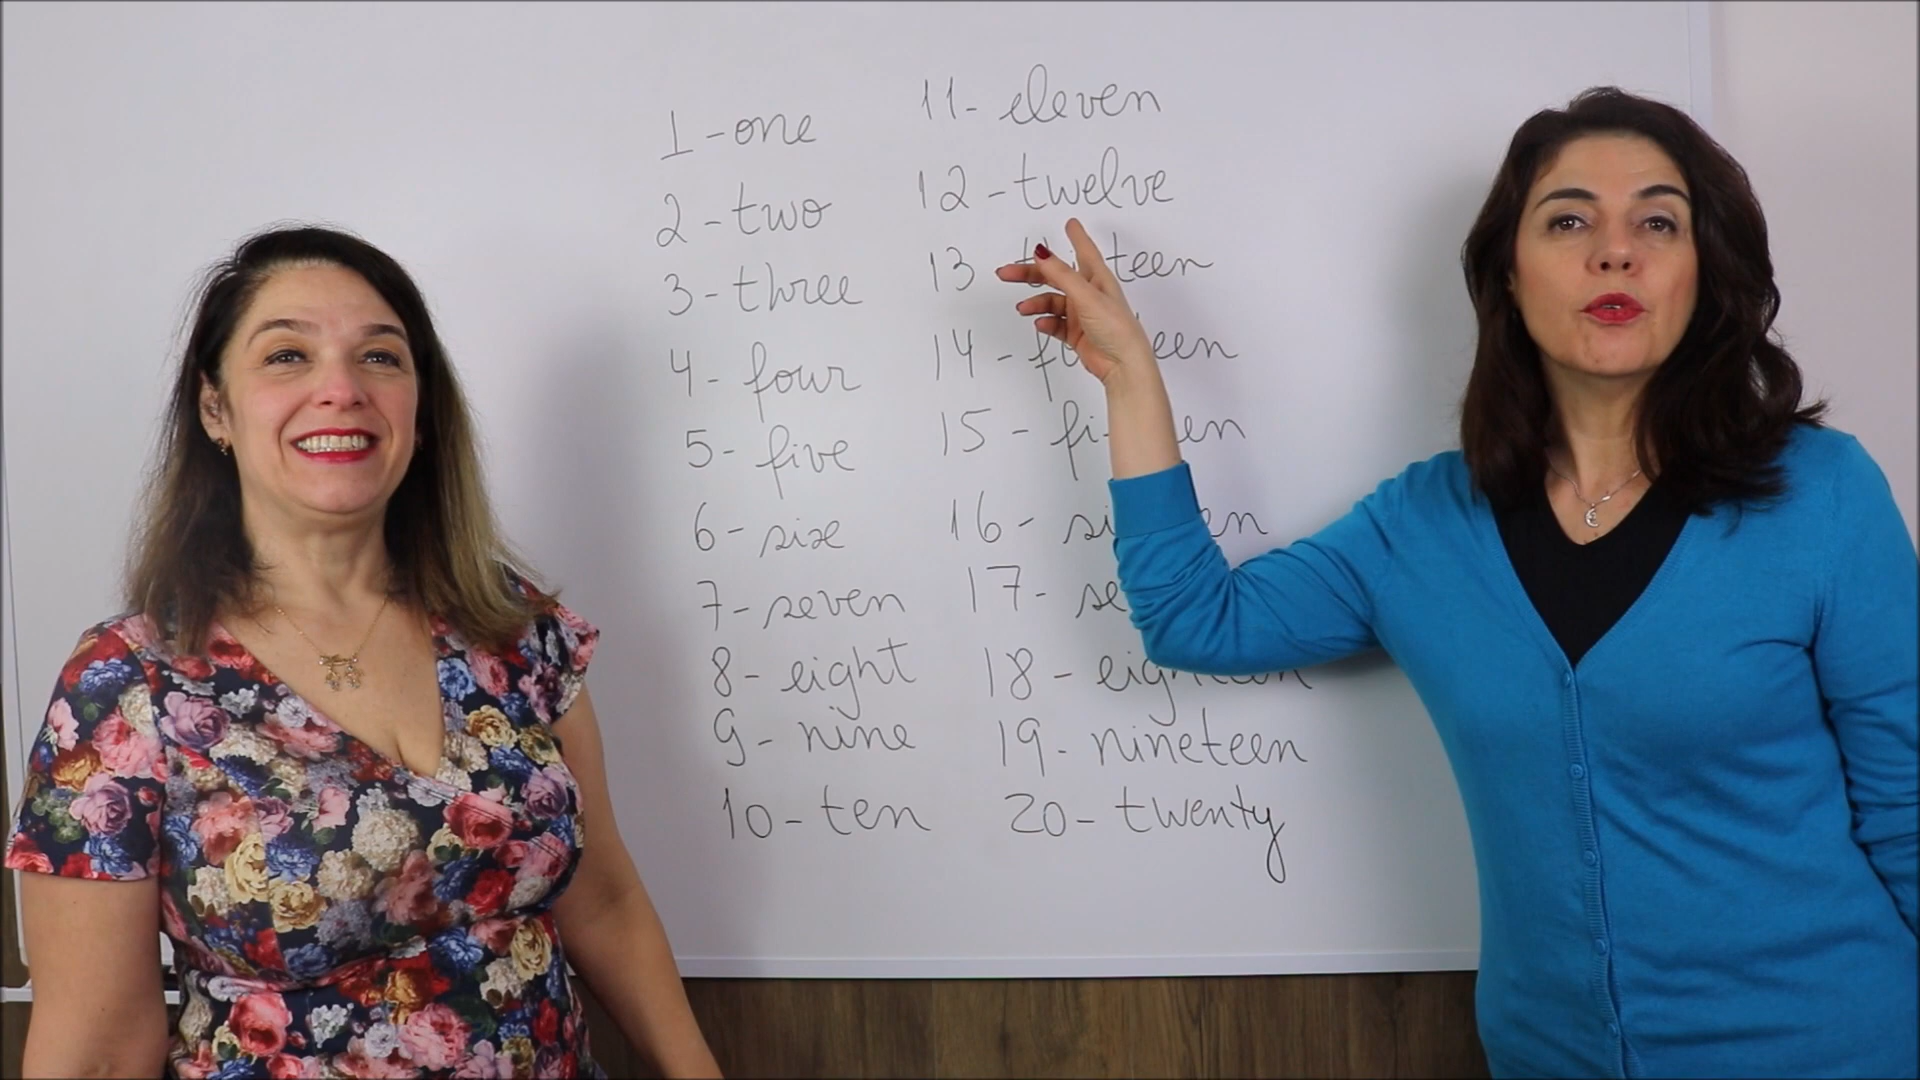 1 - one
2 - two
3 - three
4 - four
5 - five
6 - six
7 - seven
8 - eight
9 - nine
10 - ten
11 - eleven
12 - twelve
13
14 -
15 -
16 -
17 -
18 - eighteen
19 - nineteen
20 - twenty